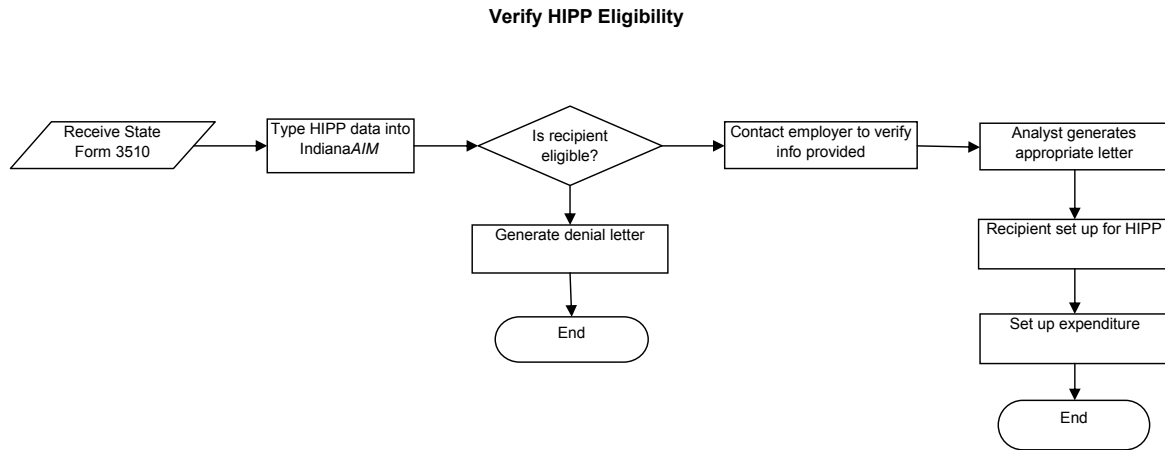 Verify HIPP Eligibility
Receive State
Form 3510
Type HIPP data into
IndianaAIM
Is recipient
eligible?
Contact employer to verify
info provided
Analyst generates
appropriate letter
Generate denial letter
Recipient set up for HIPP
End
Set up expenditure
End